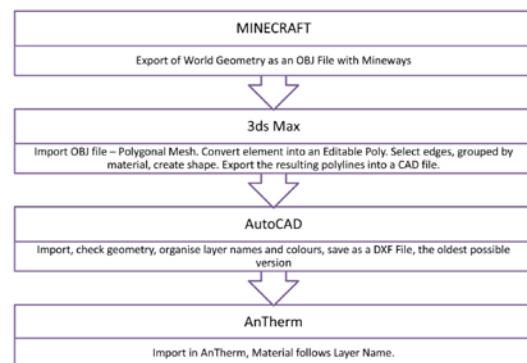 MINECRAFT
Export of World Geometry as an OBJ File with Mineways
3ds Max
Import OBJ file – Polygonal Mesh. Convert element into an Editable Poly. Select edges, grouped by
material, create shape. Export the resulting polylines into a CAD file.
AutoCAD
Import, check geometry, organise layer names and colours, save as a DXF File, the oldest possible
version
AnTherm
Import in AnTherm, Material follows Layer Name.